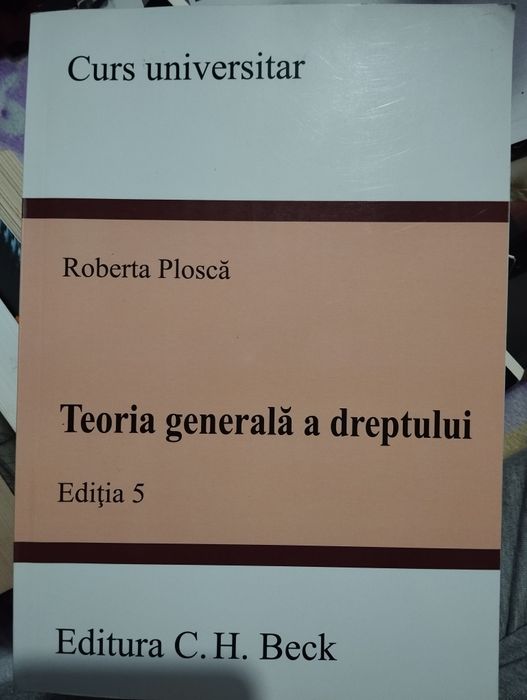 Curs universitar
Roberta Ploscă
Teoria generală a dreptului
Ediţia 5
Editura C. H. Beck